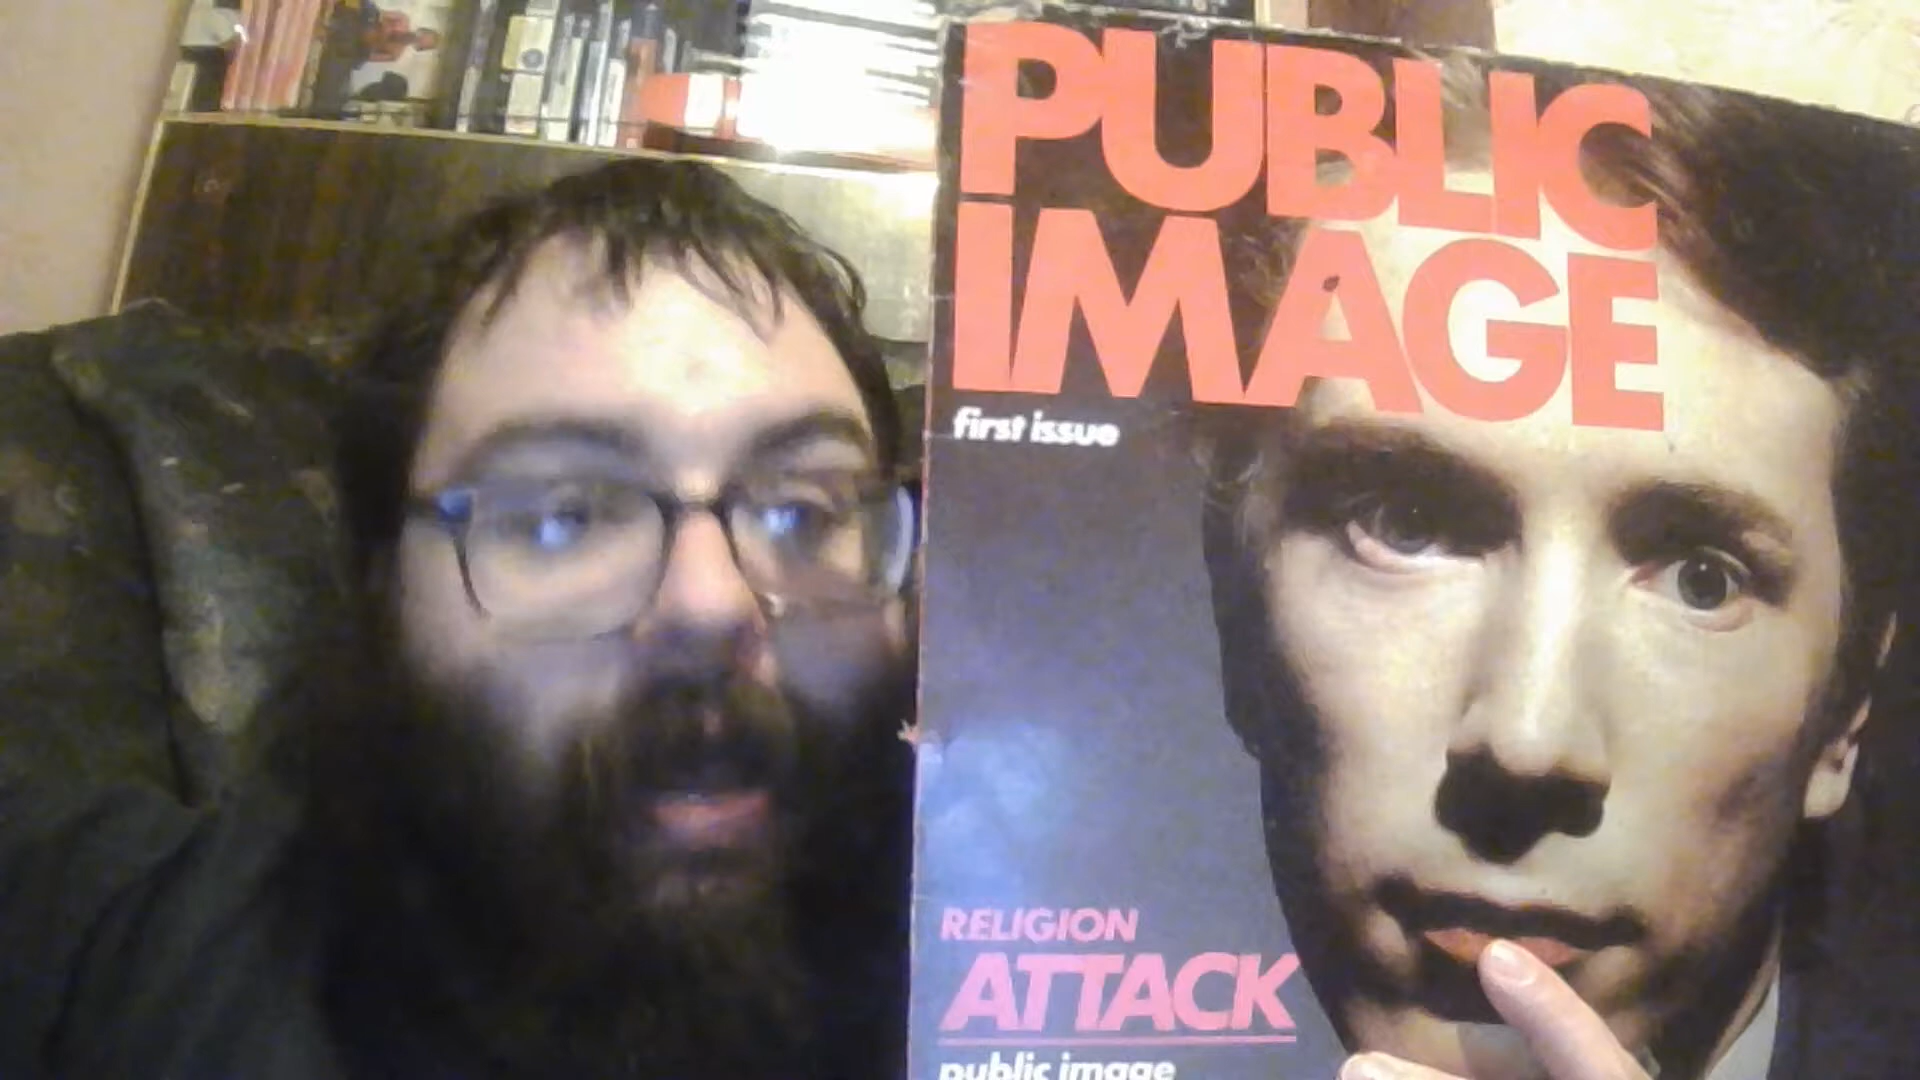 PUBLIC
IMAGE
first issue
RELIGION
ATTACK
public image